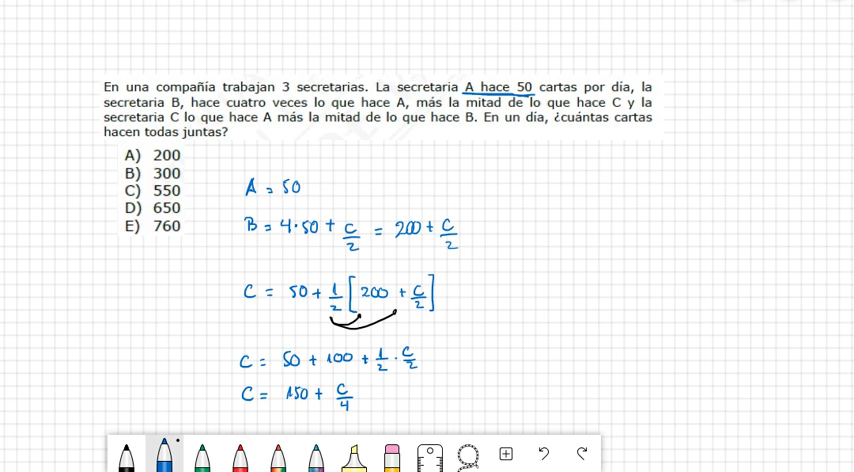 En una compañía trabajan 3 secretarias. La secretaria A hace 50 cartas por día, la
secretaria B, hace cuatro veces lo que hace A, más la mitad de lo que hace C y la
secretaria C lo que hace A más la mitad de lo que hace B. En un día, ¿cuántas cartas
hacen todas juntas?
A) 200
B) 300
C) 550
D) 650
E) 760
A = 50
B = 4·50 + C/2 = 200 + C/2
C = 50 + 1/2 [200 + C/2]
C = 50 + 100 + 1/2 · C/2
C = 150 + C/4